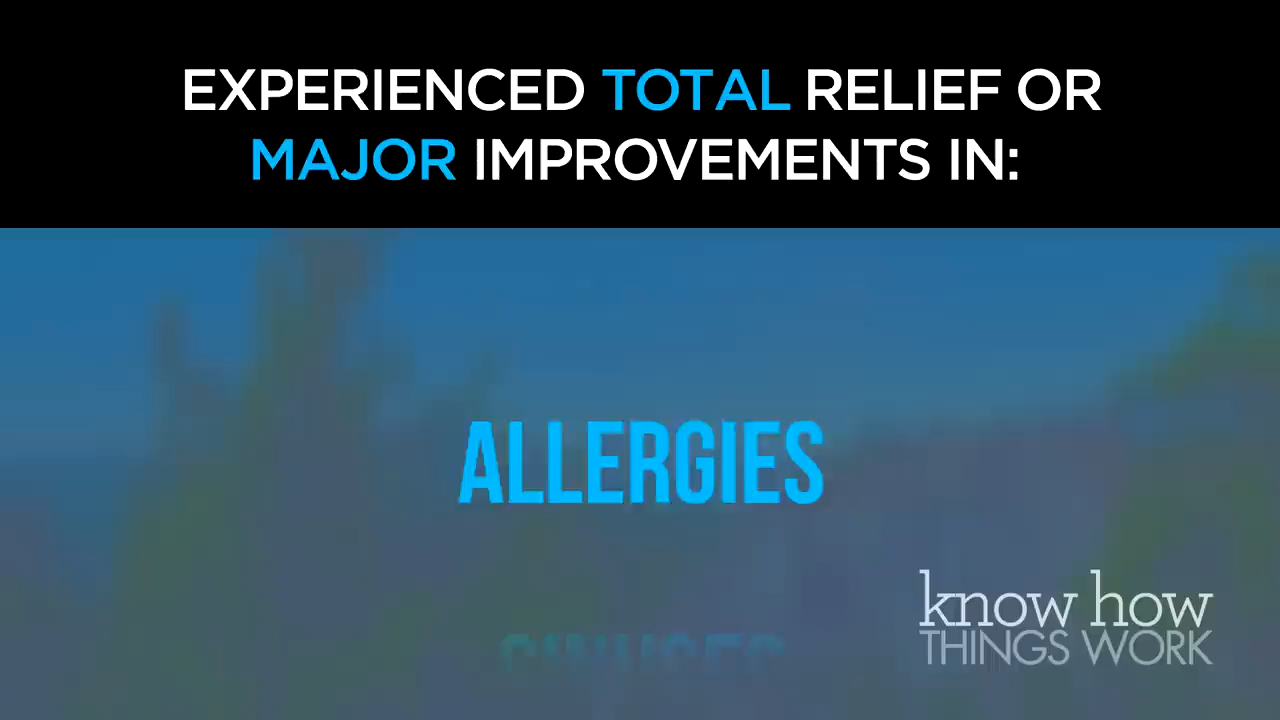 EXPERIENCED TOTAL RELIEF OR
MAJOR IMPROVEMENTS IN:
ALLERGIES
know how
THINGS WORK